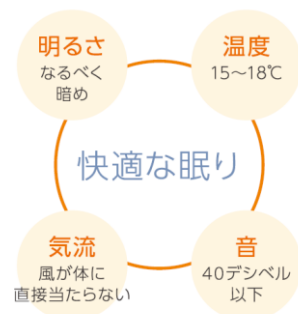 明るさ
なるべく
暗め
温度
15〜18℃
快適な眠り
気流
風が体に
直接当たらない
音
40デシベル
以下